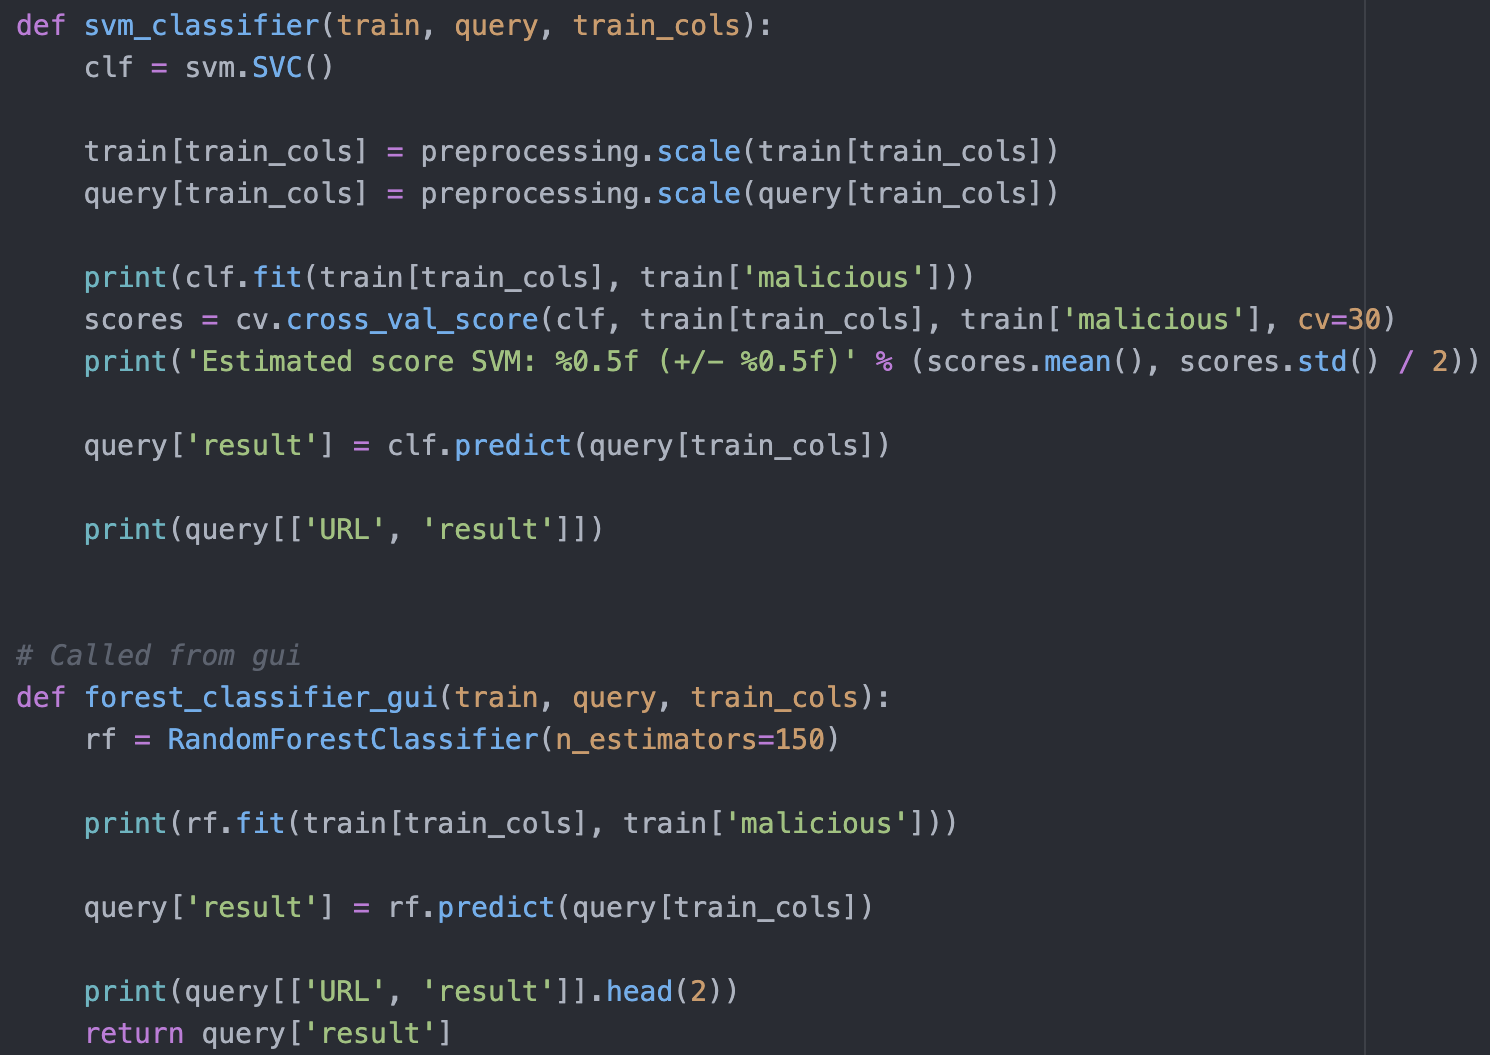 def svm_classifier(train, query, train_cols):
    clf = svm.SVC()

    train[train_cols] = preprocessing.scale(train[train_cols])
    query[train_cols] = preprocessing.scale(query[train_cols])

    print(clf.fit(train[train_cols], train['malicious']))
    scores = cv.cross_val_score(clf, train[train_cols], train['malicious'], cv=30)
    print('Estimated score SVM: %0.5f (+/- %0.5f)' % (scores.mean(), scores.std() / 2))

    query['result'] = clf.predict(query[train_cols])

    print(query[['URL', 'result']])


# Called from gui
def forest_classifier_gui(train, query, train_cols):
    rf = RandomForestClassifier(n_estimators=150)

    print(rf.fit(train[train_cols], train['malicious']))

    query['result'] = rf.predict(query[train_cols])

    print(query[['URL', 'result']].head(2))
    return query['result']